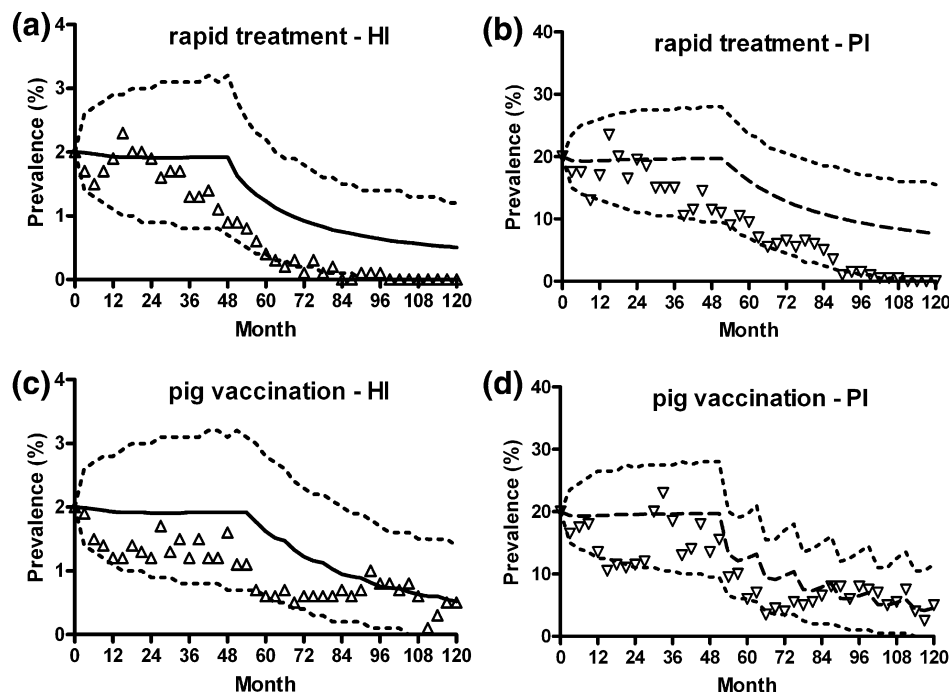 (a)
rapid treatment - HI
Prevalence (%)
4
3
2
1
0
0 12 24 36 48 60 72 84 96 108 120
Month
(b)
rapid treatment - PI
Prevalence (%)
40
30
20
10
0
0 12 24 36 48 60 72 84 96 108 120
Month
(c)
pig vaccination - HI
Prevalence (%)
4
3
2
1
0
0 12 24 36 48 60 72 84 96 108 120
Month
(d)
pig vaccination - PI
Prevalence (%)
40
30
20
10
0
0 12 24 36 48 60 72 84 96 108 120
Month